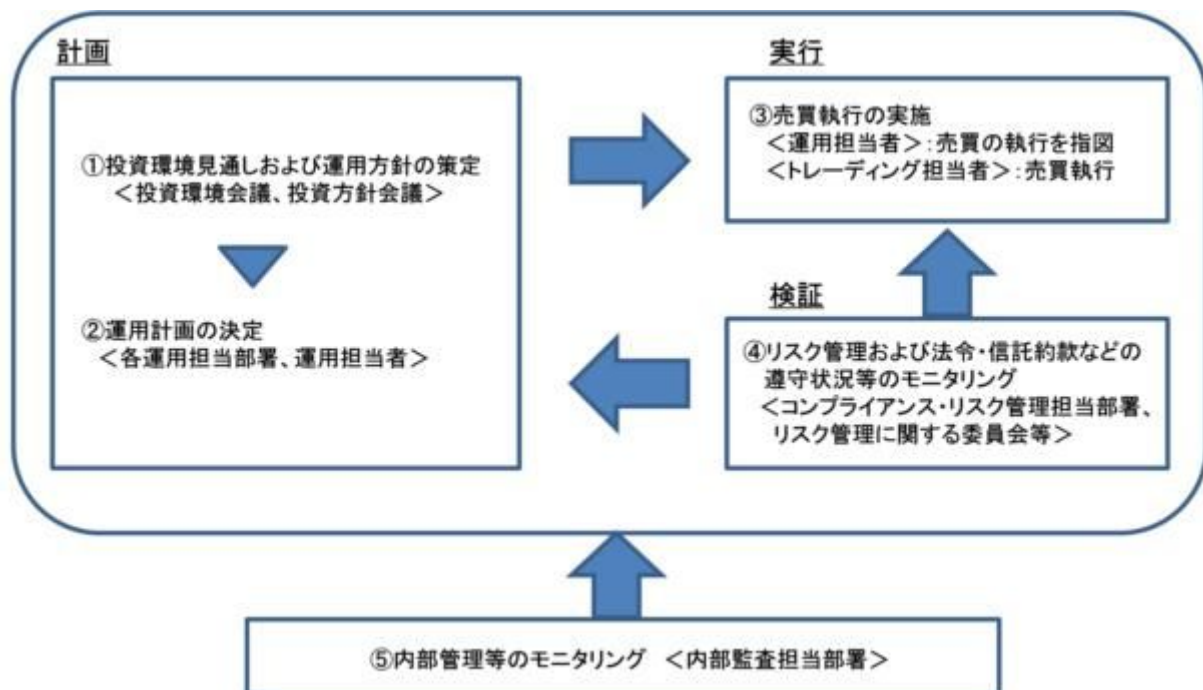 計画
①投資環境見通しおよび運用方針の策定
＜投資環境会議、投資方針会議＞
②運用計画の決定
＜各運用担当部署、運用担当者＞
実行
③売買執行の実施
＜運用担当者＞：売買の執行を指図
＜トレーディング担当者＞：売買執行
検証
④リスク管理および法令・信託約款などの
遵守状況等のモニタリング
＜コンプライアンス・リスク管理担当部署、
リスク管理に関する委員会等＞
⑤内部管理等のモニタリング ＜内部監査担当部署＞